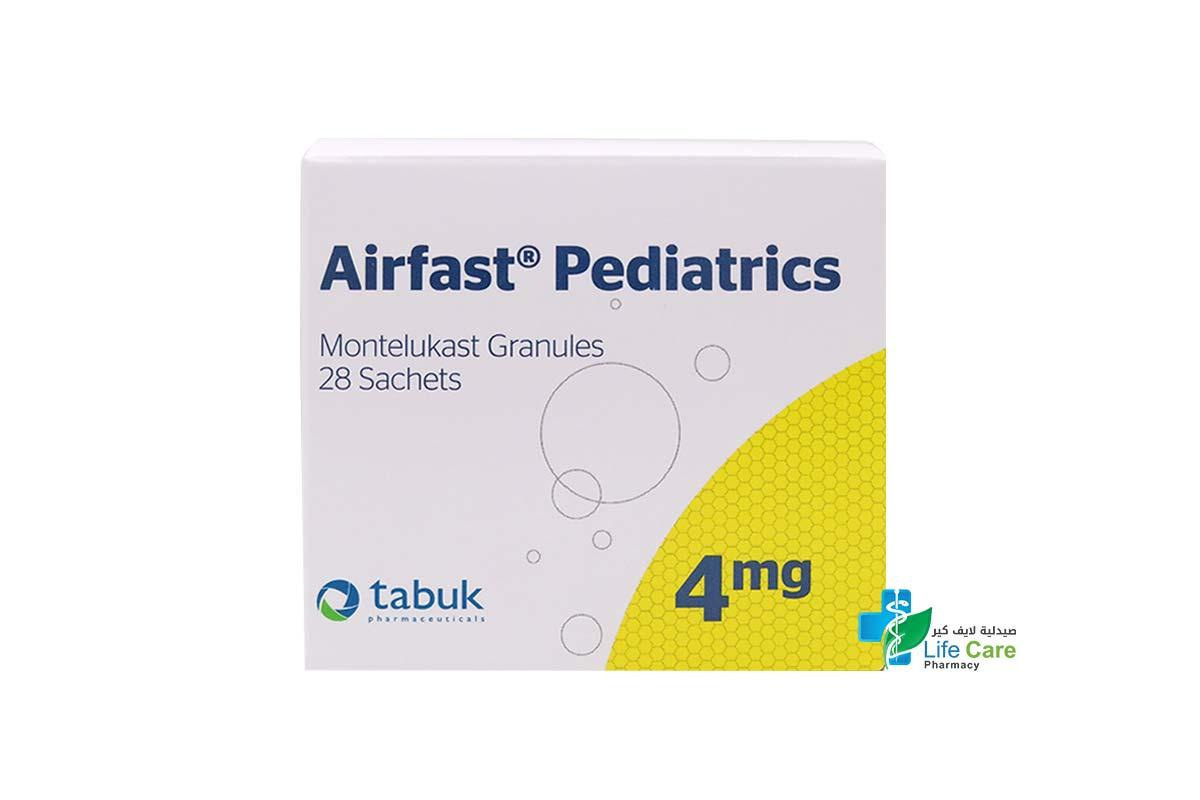 Airfast® Pediatrics
Montelukast Granules
28 Sachets
4mg
tabuk
pharmaceuticals
صيدلية لايف كير
Life Care
Pharmacy